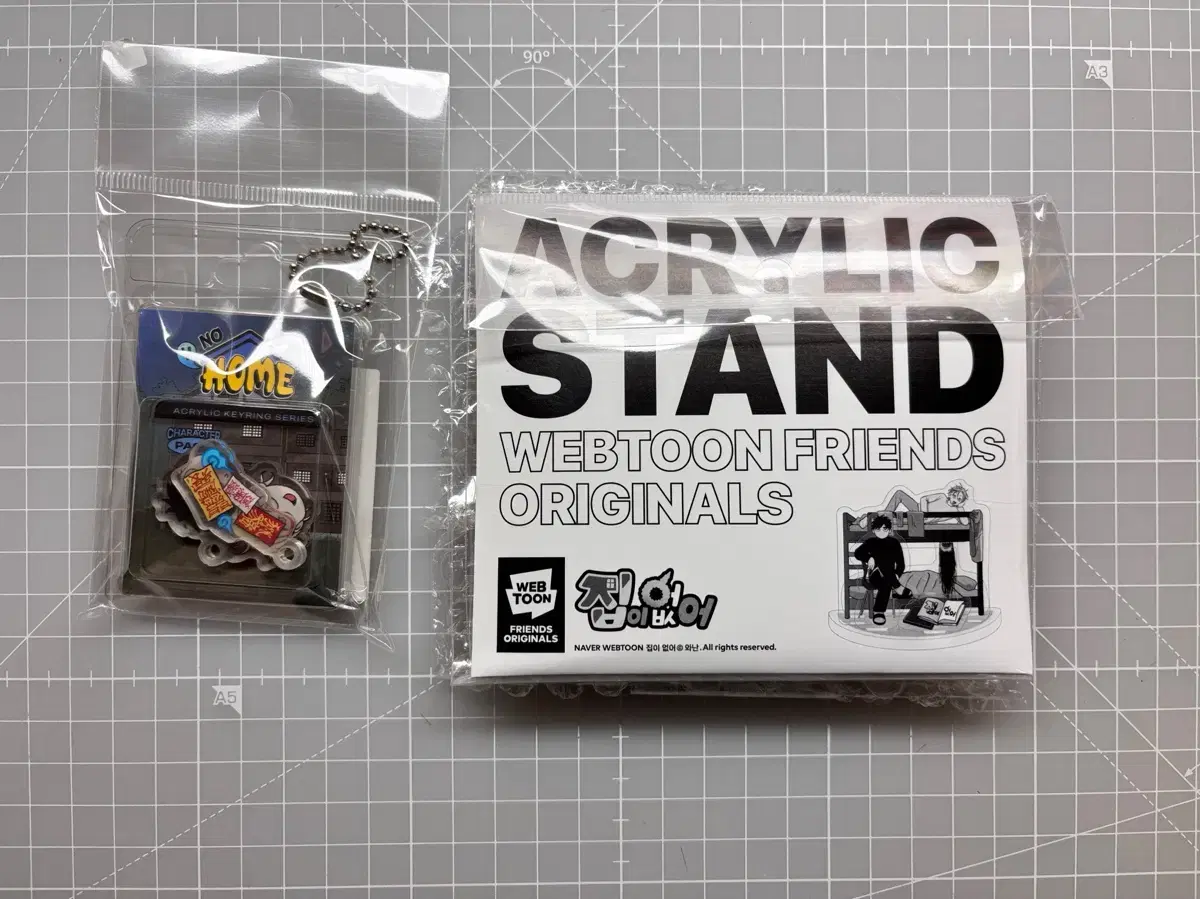 90°
A3
NO
HOME
ACRYLIC KEYRING SERIES
CHARACTER
ACRYLIC
STAND
WEBTOON FRIENDS
ORIGINALS
WEB
TOON
FRIENDS
ORIGINALS
집이 없어
NAVER WEBTOON 집이 없어 © 와난. All rights reserved.
A5